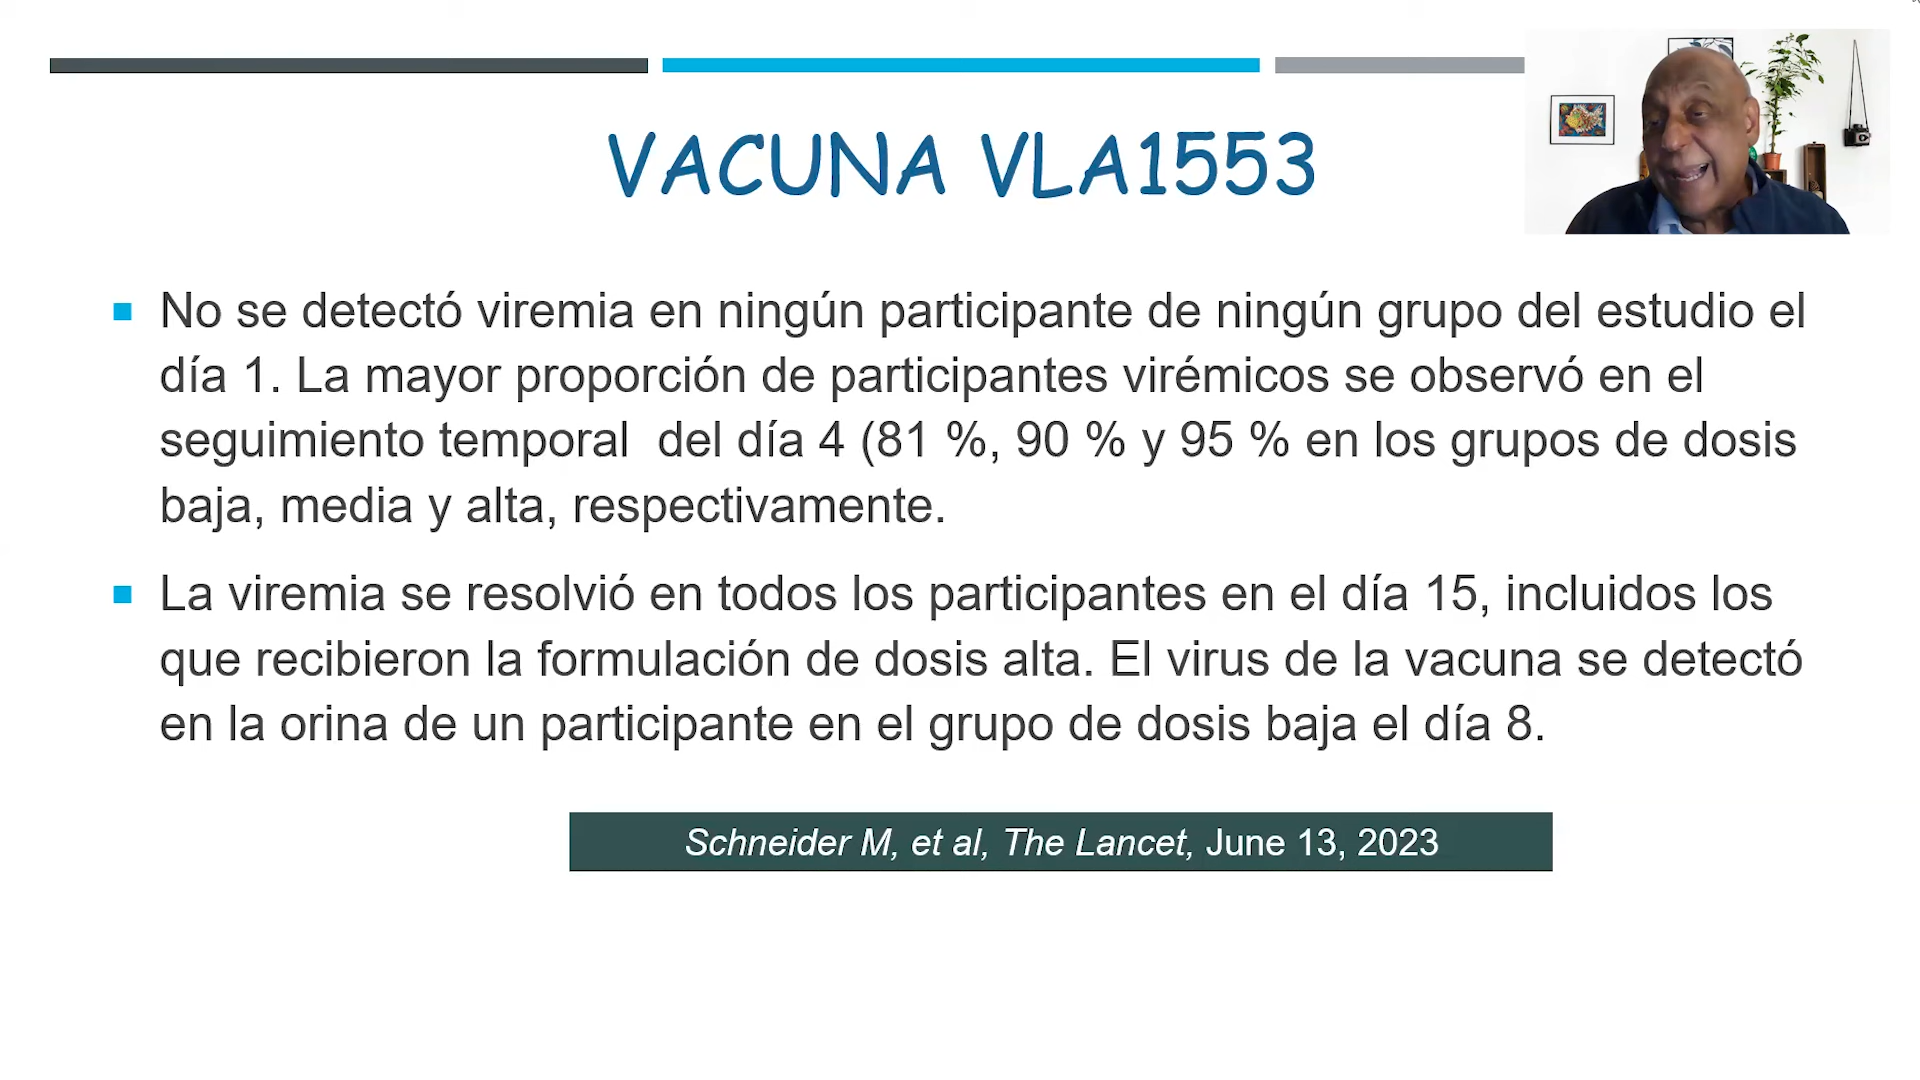 VACUNA VLA1553
No se detectó viremia en ningún participante de ningún grupo del estudio el
día 1. La mayor proporción de participantes virémicos se observó en el
seguimiento temporal  del día 4 (81 %, 90 % y 95 % en los grupos de dosis
baja, media y alta, respectivamente.
La viremia se resolvió en todos los participantes en el día 15, incluidos los
que recibieron la formulación de dosis alta. El virus de la vacuna se detectó
en la orina de un participante en el grupo de dosis baja el día 8.
Schneider M, et al, The Lancet, June 13, 2023